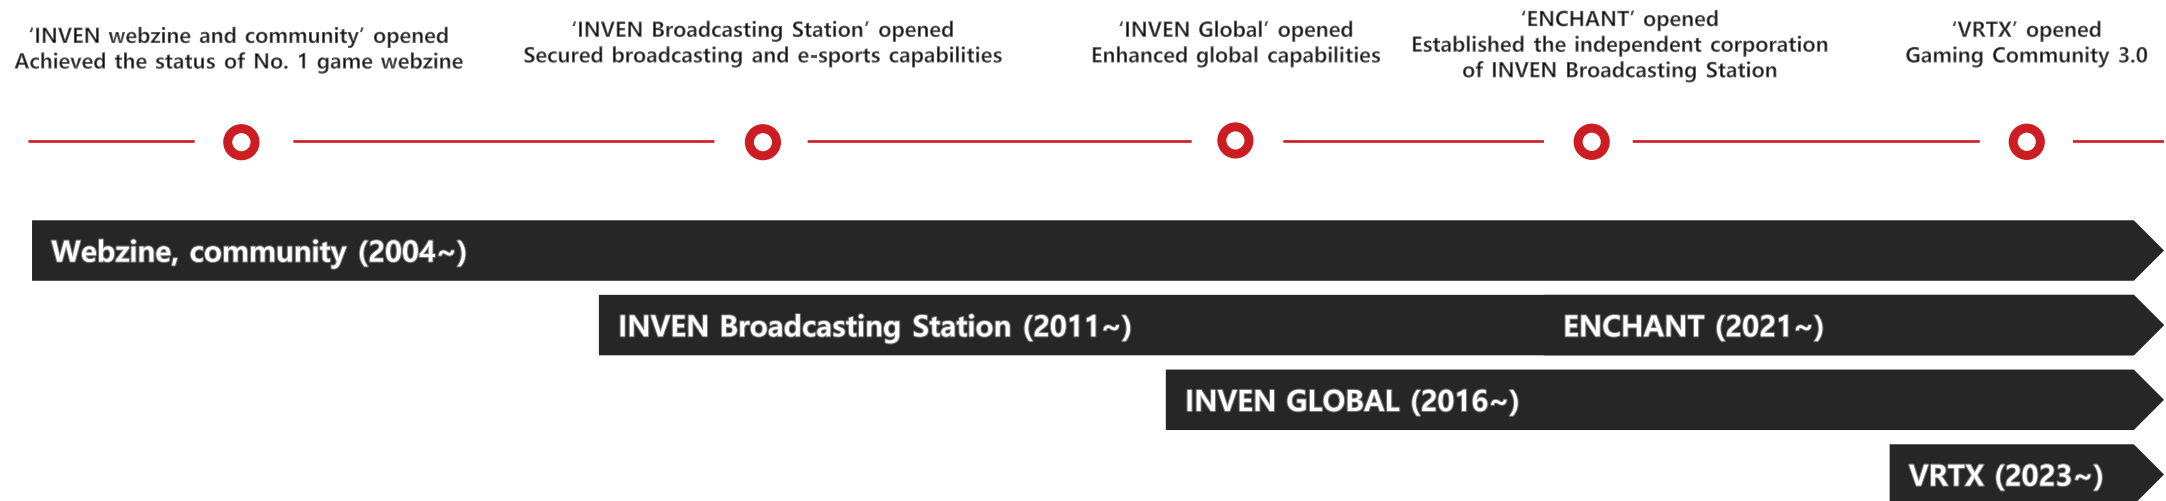 ‘INVEN webzine and community’ opened
Achieved the status of No. 1 game webzine
‘INVEN Broadcasting Station’ opened
Secured broadcasting and e-sports capabilities
‘INVEN Global’ opened
Enhanced global capabilities
‘ENCHANT’ opened
Established the independent corporation
of INVEN Broadcasting Station
‘VRTX’ opened
Gaming Community 3.0
Webzine, community (2004~)
INVEN Broadcasting Station (2011~)
ENCHANT (2021~)
INVEN GLOBAL (2016~)
VRTX (2023~)